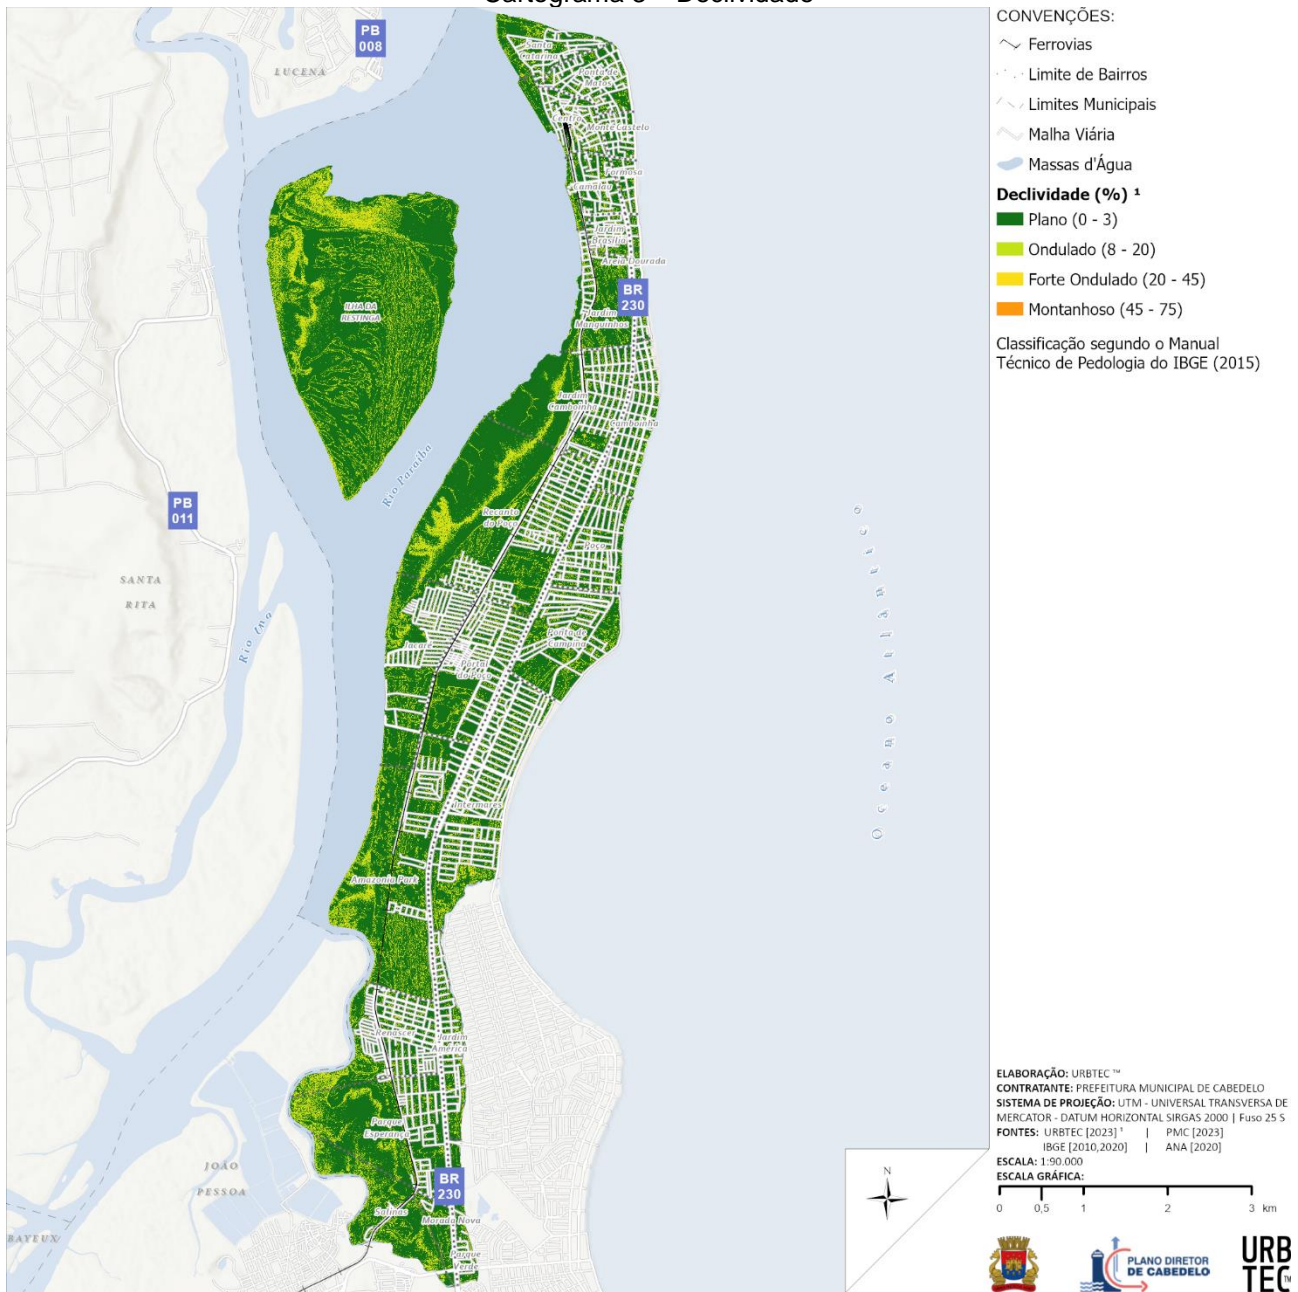 Cartograma 3 – Declividade
PB
008
LUCENA
Santa
Catarina
Ponta de
Matos
Centro
Monte Castelo
Formosa
Camalaú
Jardim
Brasília
Areia Dourada
BR
230
Jardim
Manguinhos
ILHA DA
RESTINGA
Jardim
Camboinha
Camboinha
Rio Paraíba
PB
011
Recanto
do Poço
Poço
SANTA
RITA
Ponta de
Campina
Jacaré
Portal
do Poço
Oceano Atlântico
Intermares
Amazonia Park
Renascer
Jardim
América
Parque
Esperança
JOÃO
PESSOA
BR
230
Salinas
Morada Nova
BAYEUX
Parque
Verde
N
CONVENÇÕES:
Ferrovias
Limite de Bairros
Limites Municipais
Malha Viária
Massas d'Água
Declividade (%) ¹
Plano (0 - 3)
Ondulado (8 - 20)
Forte Ondulado (20 - 45)
Montanhoso (45 - 75)
Classificação segundo o Manual
Técnico de Pedologia do IBGE (2015)
ELABORAÇÃO: URBTEC ™
CONTRATANTE: PREFEITURA MUNICIPAL DE CABEDELO
SISTEMA DE PROJEÇÃO: UTM - UNIVERSAL TRANSVERSA DE
MERCATOR - DATUM HORIZONTAL SIRGAS 2000 | Fuso 25 S
FONTES: URBTEC [2023] ¹ | PMC [2023]
IBGE [2010,2020] | ANA [2020]
ESCALA: 1:90.000
ESCALA GRÁFICA:
0 0,5 1 2 3 km
PLANO DIRETOR
DE CABEDELO
URB
TEC™